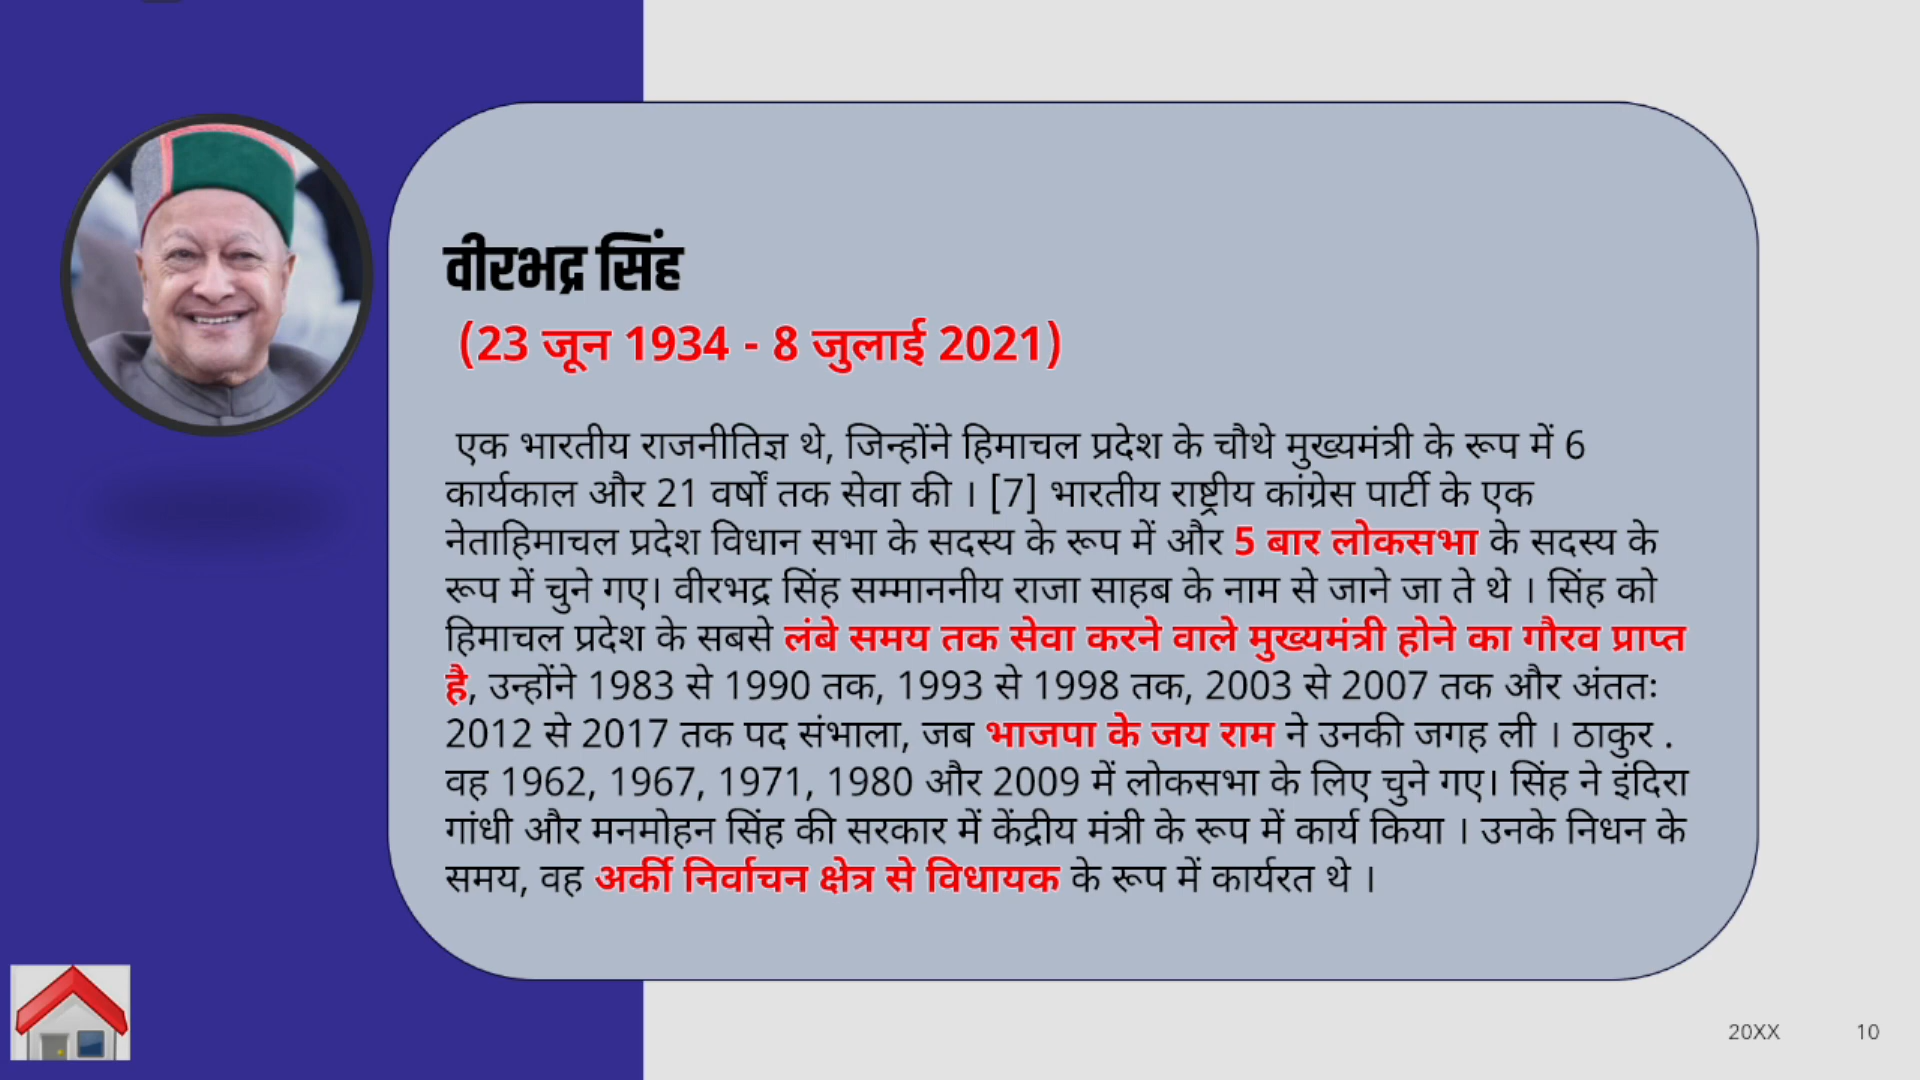 वीरभद्र सिंह
(23 जून 1934 - 8 जुलाई 2021)
एक भारतीय राजनीतिज्ञ थे, जिन्होंने हिमाचल प्रदेश के चौथे मुख्यमंत्री के रूप में 6
कार्यकाल और 21 वर्षों तक सेवा की । [7] भारतीय राष्ट्रीय कांग्रेस पार्टी के एक
नेताहिमाचल प्रदेश विधान सभा के सदस्य के रूप में और 5 बार लोकसभा के सदस्य के
रूप में चुने गए। वीरभद्र सिंह सम्माननीय राजा साहब के नाम से जाने जा ते थे । सिंह को
हिमाचल प्रदेश के सबसे लंबे समय तक सेवा करने वाले मुख्यमंत्री होने का गौरव प्राप्त
है, उन्होंने 1983 से 1990 तक, 1993 से 1998 तक, 2003 से 2007 तक और अंततः
2012 से 2017 तक पद संभाला, जब भाजपा के जय राम ने उनकी जगह ली । ठाकुर .
वह 1962, 1967, 1971, 1980 और 2009 में लोकसभा के लिए चुने गए। सिंह ने इंदिरा
गांधी और मनमोहन सिंह की सरकार में केंद्रीय मंत्री के रूप में कार्य किया । उनके निधन के
समय, वह अर्की निर्वाचन क्षेत्र से विधायक के रूप में कार्यरत थे ।
20XX 10